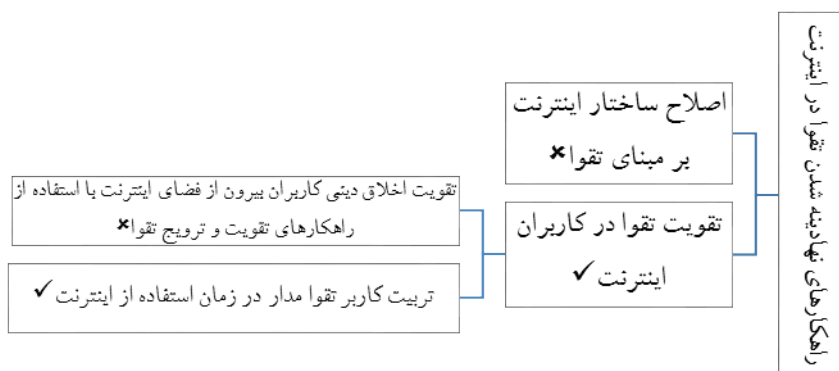 راهکارهای نهادینه شدن تقوا در اینترنت
اصلاح ساختار اینترنت
بر مبنای تقوا✖
تقویت تقوا در کاربران
اینترنت✓
تقویت اخلاق دینی کاربران بیرون از فضای اینترنت با استفاده از
راهکارهای تقویت و ترویج تقوا✖
تربیت کاربر تقوا مدار در زمان استفاده از اینترنت✓